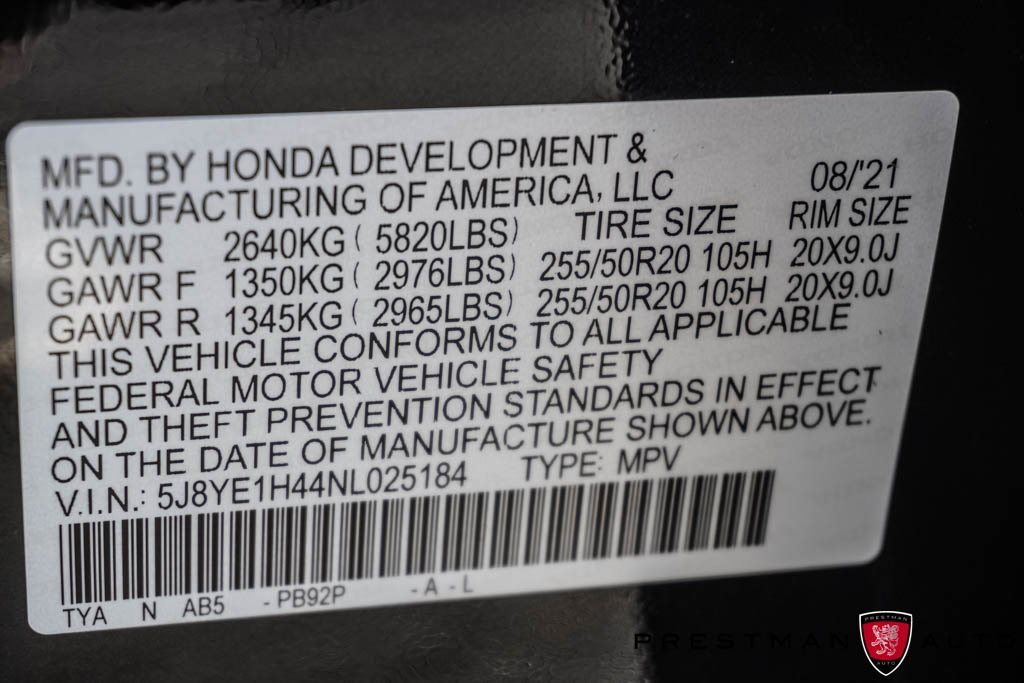 MFD. BY HONDA DEVELOPMENT &
MANUFACTURING OF AMERICA, LLC 08/'21
GVWR 2640KG ( 5820LBS) TIRE SIZE RIM SIZE
GAWR F 1350KG ( 2976LBS) 255/50R20 105H 20X9.0J
GAWR R 1345KG ( 2965LBS) 255/50R20 105H 20X9.0J
THIS VEHICLE CONFORMS TO ALL APPLICABLE
FEDERAL MOTOR VEHICLE SAFETY
AND THEFT PREVENTION STANDARDS IN EFFECT
ON THE DATE OF MANUFACTURE SHOWN ABOVE.
V.I.N.: 5J8YE1H44NL025184 TYPE: MPV
TYA N AB5 - PB92P - A - L
PRESTMAN AUTO
PRESTMAN
AUTO